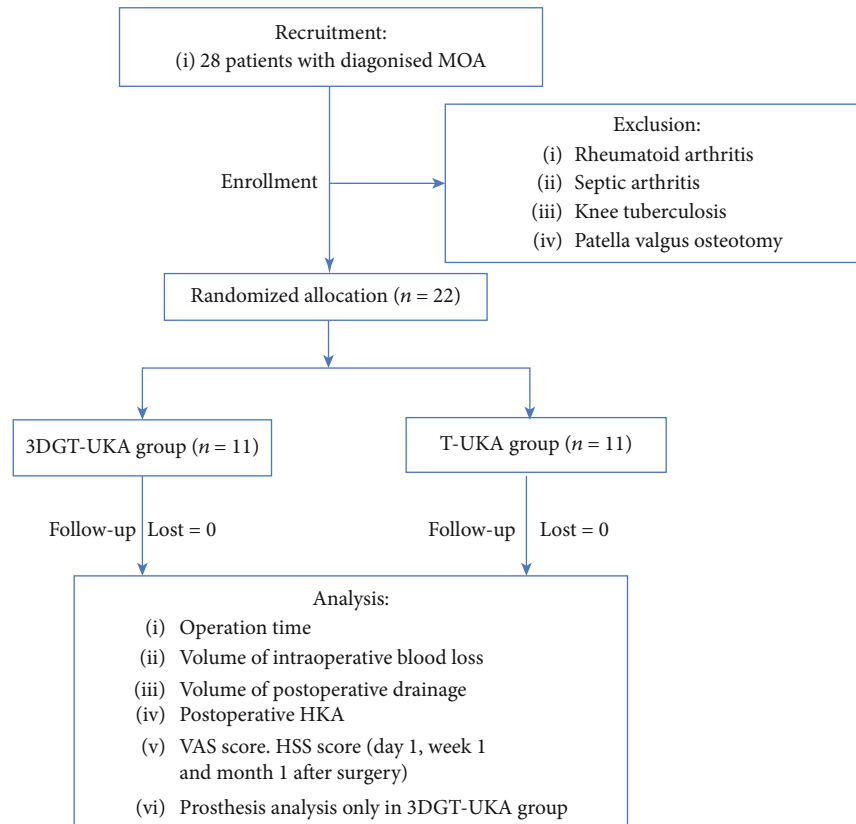 Recruitment:
(i) 28 patients with diagonised MOA
Exclusion:
(i) Rheumatoid arthritis
(ii) Septic arthritis
(iii) Knee tuberculosis
(iv) Patella valgus osteotomy
Enrollment
Randomized allocation (n = 22)
3DGT-UKA group (n = 11)
T-UKA group (n = 11)
Follow-up Lost = 0
Follow-up Lost = 0
Analysis:
(i) Operation time
(ii) Volume of intraoperative blood loss
(iii) Volume of postoperative drainage
(iv) Postoperative HKA
(v) VAS score. HSS score (day 1, week 1
and month 1 after surgery)
(vi) Prosthesis analysis only in 3DGT-UKA group